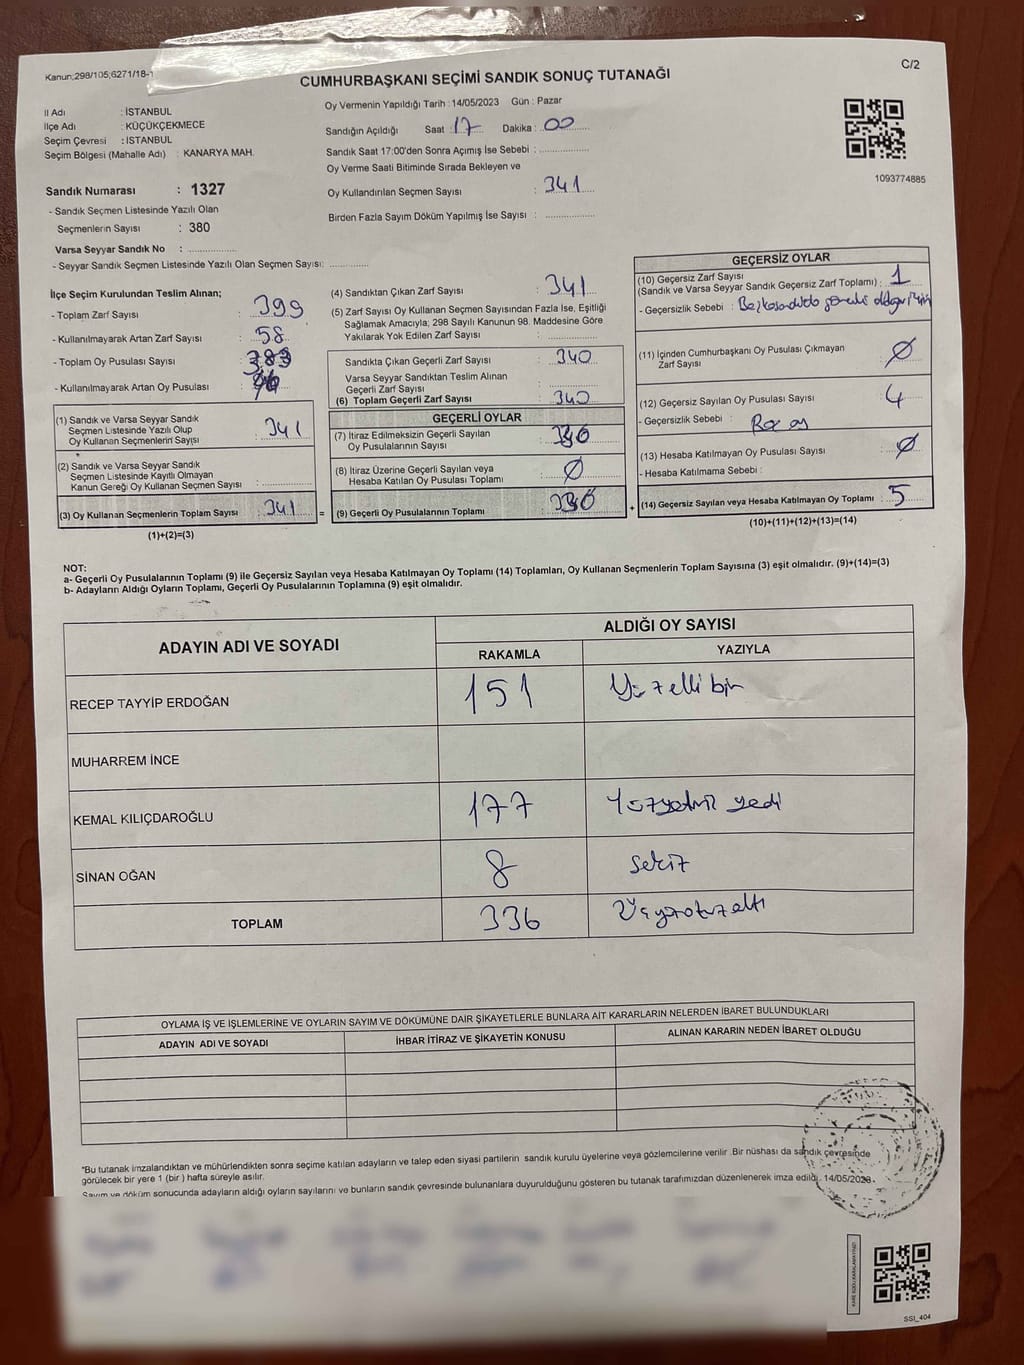 Kanun;298/105;6271/18-1
CUMHURBAŞKANI SEÇİMİ SANDIK SONUÇ TUTANAĞI
C/2
İl Adı : İSTANBUL
İlçe Adı : KÜÇÜKÇEKMECE
Seçim Çevresi : İSTANBUL
Seçim Bölgesi (Mahalle Adı) : KANARYA MAH.
Oy Vermenin Yapıldığı Tarih : 14/05/2023 Gün : Pazar
Sandığın Açıldığı Saat : 17 Dakika : 00
Sandık Saat 17:00'den Sonra Açımış İse Sebebi :
Oy Verme Saati Bitiminde Sırada Bekleyen ve
Oy Kullandırılan Seçmen Sayısı : 341
Birden Fazla Sayım Döküm Yapılmış İse Sayısı :
1093774885
Sandık Numarası : 1327
- Sandık Seçmen Listesinde Yazılı Olan
Seçmenlerin Sayısı : 380
Varsa Seyyar Sandık No :
- Seyyar Sandık Seçmen Listesinde Yazılı Olan Seçmen Sayısı:
İlçe Seçim Kurulundan Teslim Alınan;
- Toplam Zarf Sayısı : 399
- Kullanılmayarak Artan Zarf Sayısı : 58
- Toplam Oy Pusulası Sayısı :
- Kullanılmayarak Artan Oy Pusulası :
(1) Sandık ve Varsa Seyyar Sandık
Seçmen Listesinde Yazılı Olup
Oy Kullanan Seçmenlerin Sayısı : 341
(2) Sandık ve Varsa Seyyar Sandık
Seçmen Listesinde Kayıtlı Olmayan
Kanun Gereği Oy Kullanan Seçmen Sayısı :
(3) Oy Kullanan Seçmenlerin Toplam Sayısı : 341 =
(1)+(2)=(3)
(4) Sandıktan Çıkan Zarf Sayısı : 341
(5) Zarf Sayısı Oy Kullanan Seçmen Sayısından Fazla İse, Eşitliği
Sağlamak Amacıyla; 298 Sayılı Kanunun 98. Maddesine Göre
Yakılarak Yok Edilen Zarf Sayısı :
Sandıkta Çıkan Geçerli Zarf Sayısı : 340
Varsa Seyyar Sandıktan Teslim Alınan
Geçerli Zarf Sayısı :
(6) Toplam Geçerli Zarf Sayısı : 340
GEÇERLİ OYLAR
(7) İtiraz Edilmeksizin Geçerli Sayılan
Oy Pusulalarının Sayısı : 336
(8) İtiraz Üzerine Geçerli Sayılan veya
Hesaba Katılan Oy Pusulası Toplamı : Ø
(9) Geçerli Oy Pusulalarının Toplamı : 336 +
GEÇERSİZ OYLAR
(10) Geçersiz Zarf Sayısı
(Sandık ve Varsa Seyyar Sandık Geçersiz Zarf Toplamı) : 1
- Geçersizlik Sebebi :
(11) İçinden Cumhurbaşkanı Oy Pusulası Çıkmayan
Zarf Sayısı : Ø
(12) Geçersiz Sayılan Oy Pusulası Sayısı : 4
- Geçersizlik Sebebi :
(13) Hesaba Katılmayan Oy Pusulası Sayısı : Ø
- Hesaba Katılmama Sebebi :
(14) Geçersiz Sayılan veya Hesaba Katılmayan Oy Toplamı : 5
(10)+(11)+(12)+(13)=(14)
NOT:
a- Geçerli Oy Pusulalarının Toplamı (9) ile Geçersiz Sayılan veya Hesaba Katılmayan Oy Toplamı (14) Toplamları, Oy Kullanan Seçmenlerin Toplam Sayısına (3) eşit olmalıdır. (9)+(14)=(3)
b- Adayların Aldığı Oyların Toplamı, Geçerli Oy Pusulalarının Toplamına (9) eşit olmalıdır.
ADAYIN ADI VE SOYADI
ALDIĞI OY SAYISI
RAKAMLA YAZIYLA
RECEP TAYYİP ERDOĞAN 151 Yüzellibir
MUHARREM İNCE
KEMAL KILIÇDAROĞLU 177 Yüzyetmiş yedi
SİNAN OĞAN 8 sekiz
TOPLAM 336 Üçyüzotuzaltı
OYLAMA İŞ VE İŞLEMLERİNE VE OYLARIN SAYIM VE DÖKÜMÜNE DAİR ŞİKAYETLERLE BUNLARA AİT KARARLARIN NELERDEN İBARET BULUNDUKLARI
ADAYIN ADI VE SOYADI İHBAR İTİRAZ VE ŞİKAYETİN KONUSU ALINAN KARARIN NEDEN İBARET OLDUĞU
*Bu tutanak imzalandıktan ve mühürlendikten sonra seçime katılan adayların ve talep eden siyasi partilerin sandık kurulu üyelerine veya gözlemcilerine verilir .Bir nüshası da sandık çevresinde
görülecek bir yere 1 (bir ) hafta süreyle asılır.
Sayım ve döküm sonucunda adayların aldığı oyların sayılarını ve bunların sandık çevresinde bulunanlara duyurulduğunu gösteren bu tutanak tarafımızdan düzenlenerek imza edildi. 14/05/2023
SSI_404